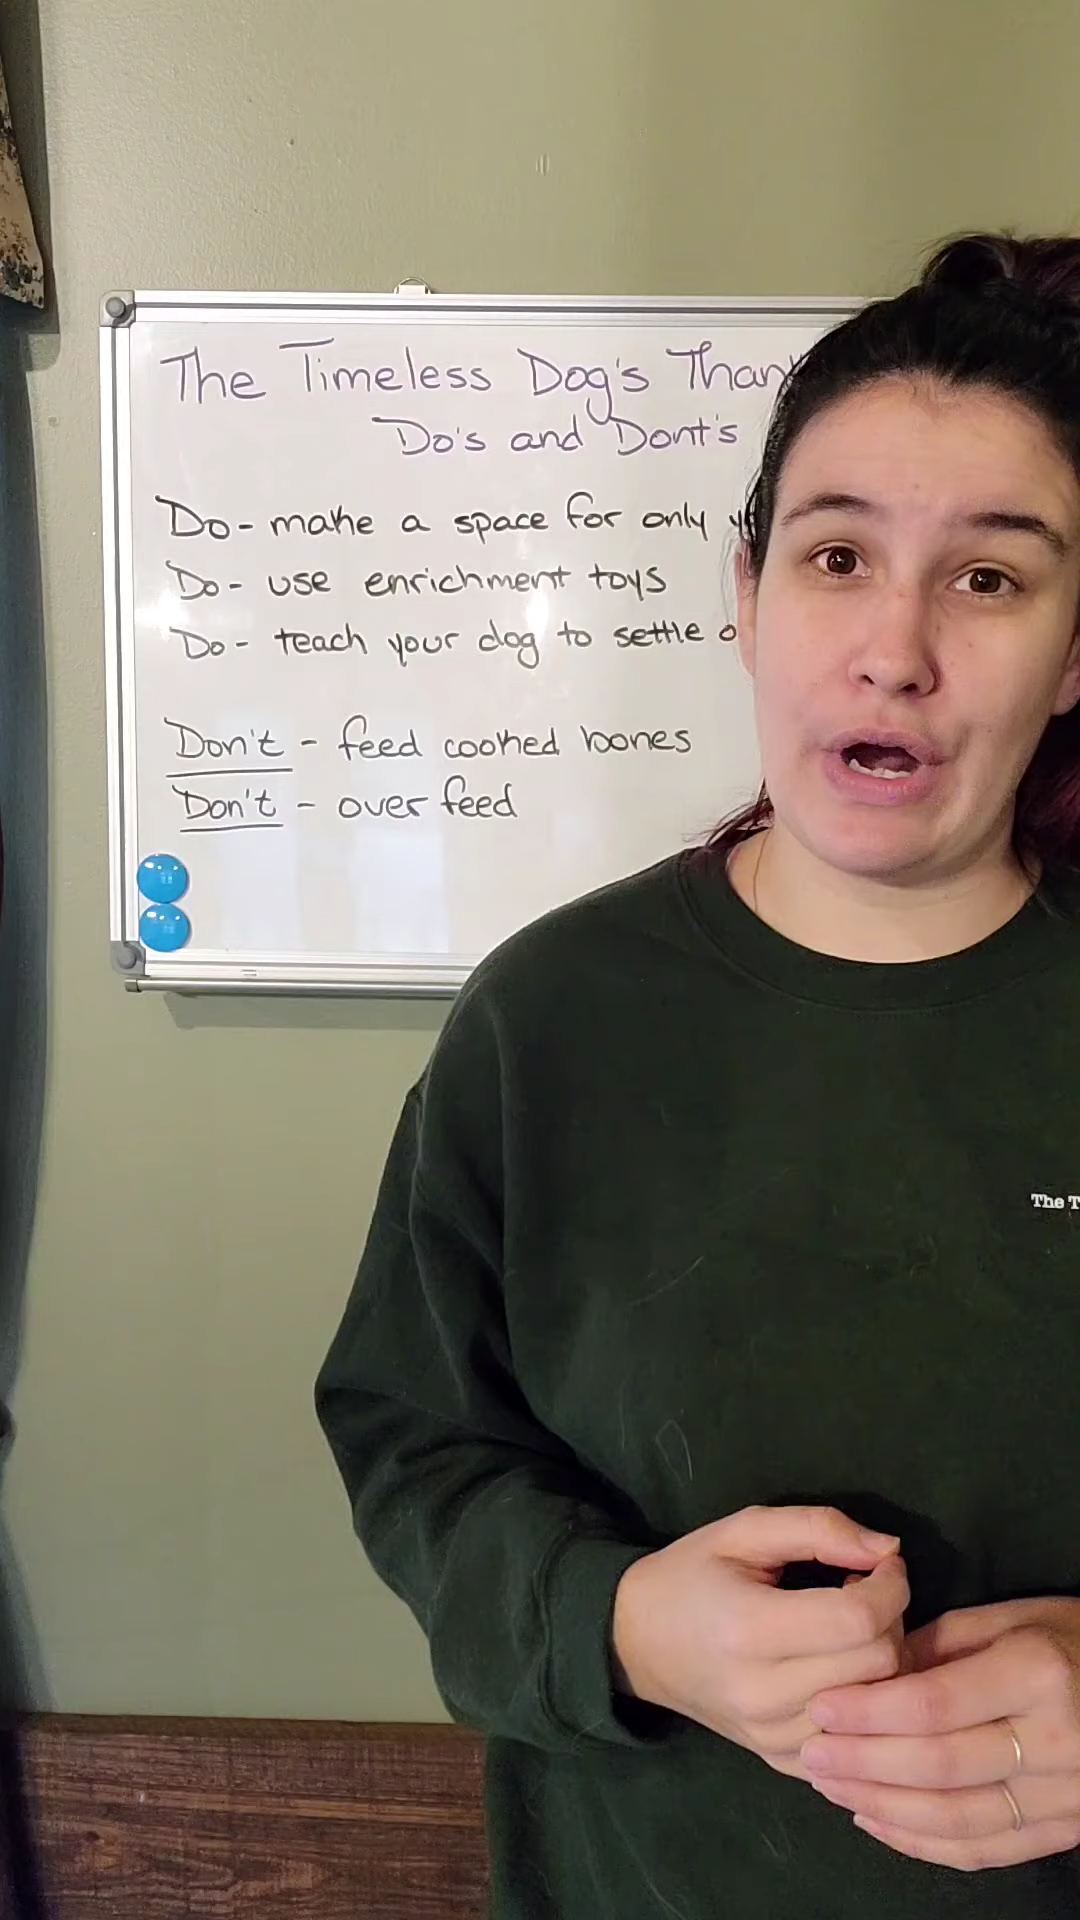 The Timeless Dog's Than
Do's and Dont's
Do - make a space for only
Do - use enrichment toys
Do - teach your dog to settle
Don't - feed cooked bones
Don't - over feed
The T